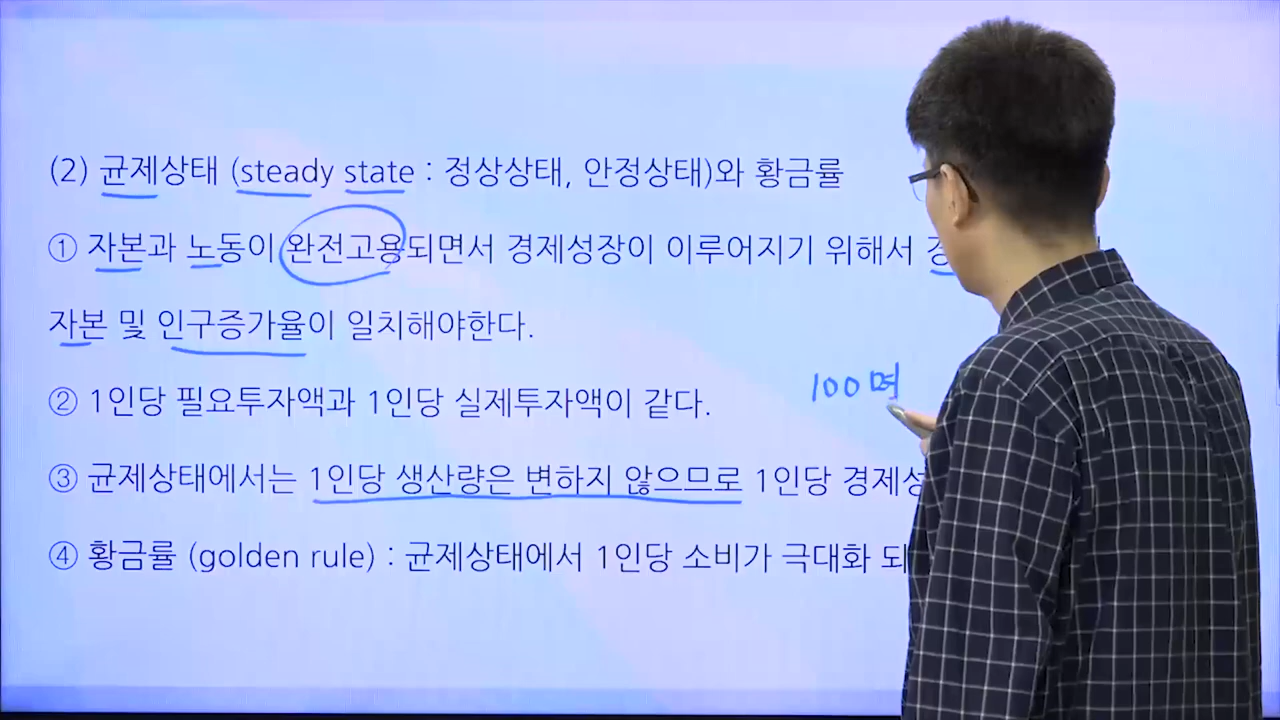 (2) 균제상태 (steady state : 정상상태, 안정상태)와 황금률
① 자본과 노동이 완전고용되면서 경제성장이 이루어지기 위해서
자본 및 인구증가율이 일치해야한다.
② 1인당 필요투자액과 1인당 실제투자액이 같다.
100명
③ 균제상태에서는 1인당 생산량은 변하지 않으므로 1인당
④ 황금률 (golden rule) : 균제상태에서 1인당 소비가 극대화